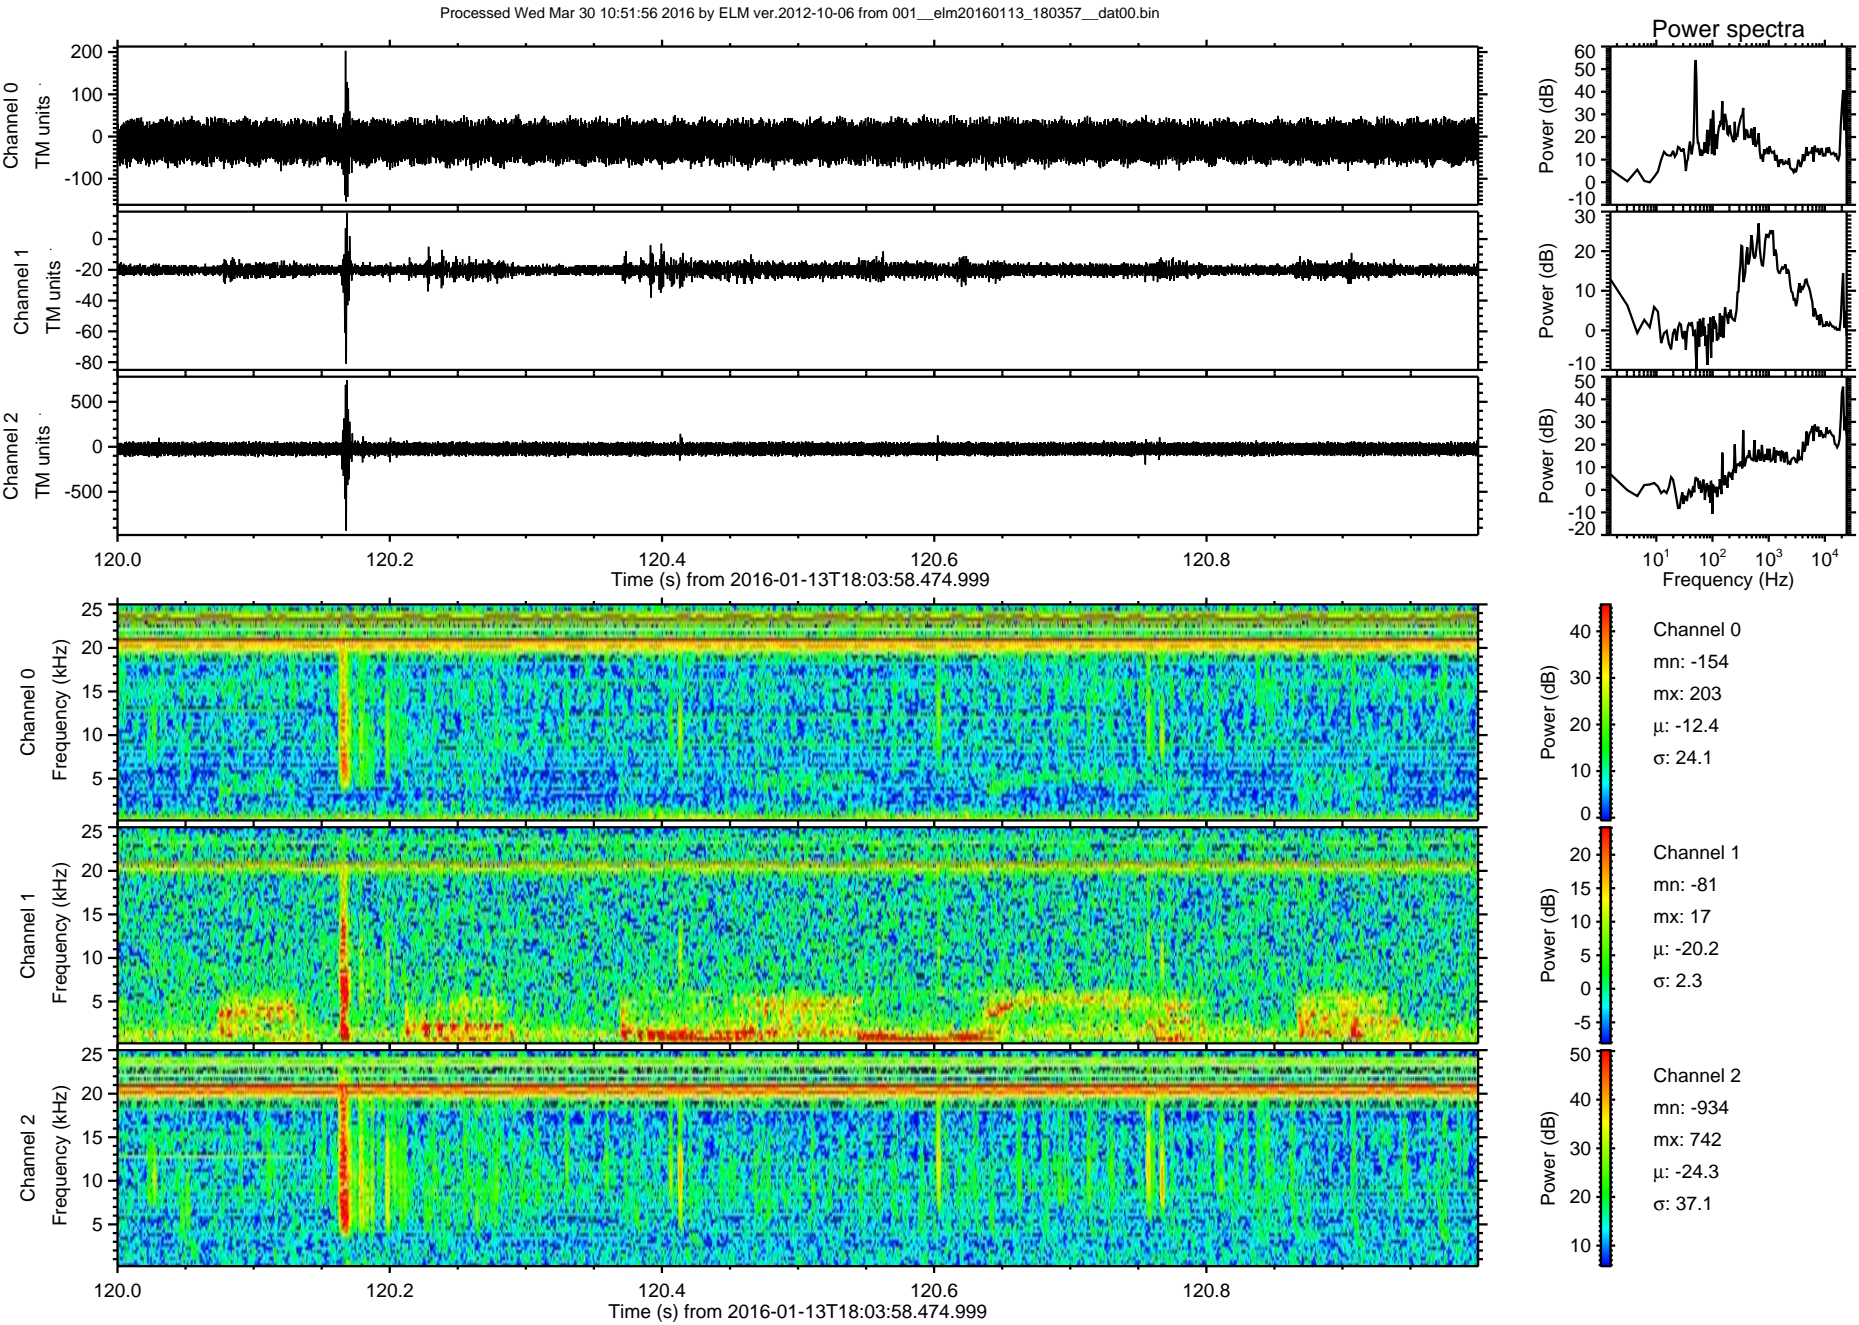 Processed Wed Mar 30 10:51:56 2016 by ELM ver.2012-10-06 from 001__elm20160113_180357__dat00.bin
Power spectra
Channel 0
TM units
200
100
0
-100
Power (dB)
60
50
40
30
20
10
0
-10
Channel 1
TM units
0
-20
-40
-60
-80
Power (dB)
30
20
10
0
-10
Channel 2
TM units
500
0
-500
Power (dB)
50
40
30
20
10
0
-10
-20
120.0 120.2 120.4 120.6 120.8
Time (s) from 2016-01-13T18:03:58.474.999
10¹ 10² 10³ 10⁴
Frequency (Hz)
Channel 0
Frequency (kHz)
25
20
15
10
5
Power (dB)
40
30
20
10
0
Channel 0
mn: -154
mx: 203
µ: -12.4
σ: 24.1
Channel 1
Frequency (kHz)
25
20
15
10
5
Power (dB)
20
15
10
5
0
-5
Channel 1
mn: -81
mx: 17
µ: -20.2
σ: 2.3
Channel 2
Frequency (kHz)
25
20
15
10
5
Power (dB)
50
40
30
20
10
Channel 2
mn: -934
mx: 742
µ: -24.3
σ: 37.1
120.0 120.2 120.4 120.6 120.8
Time (s) from 2016-01-13T18:03:58.474.999